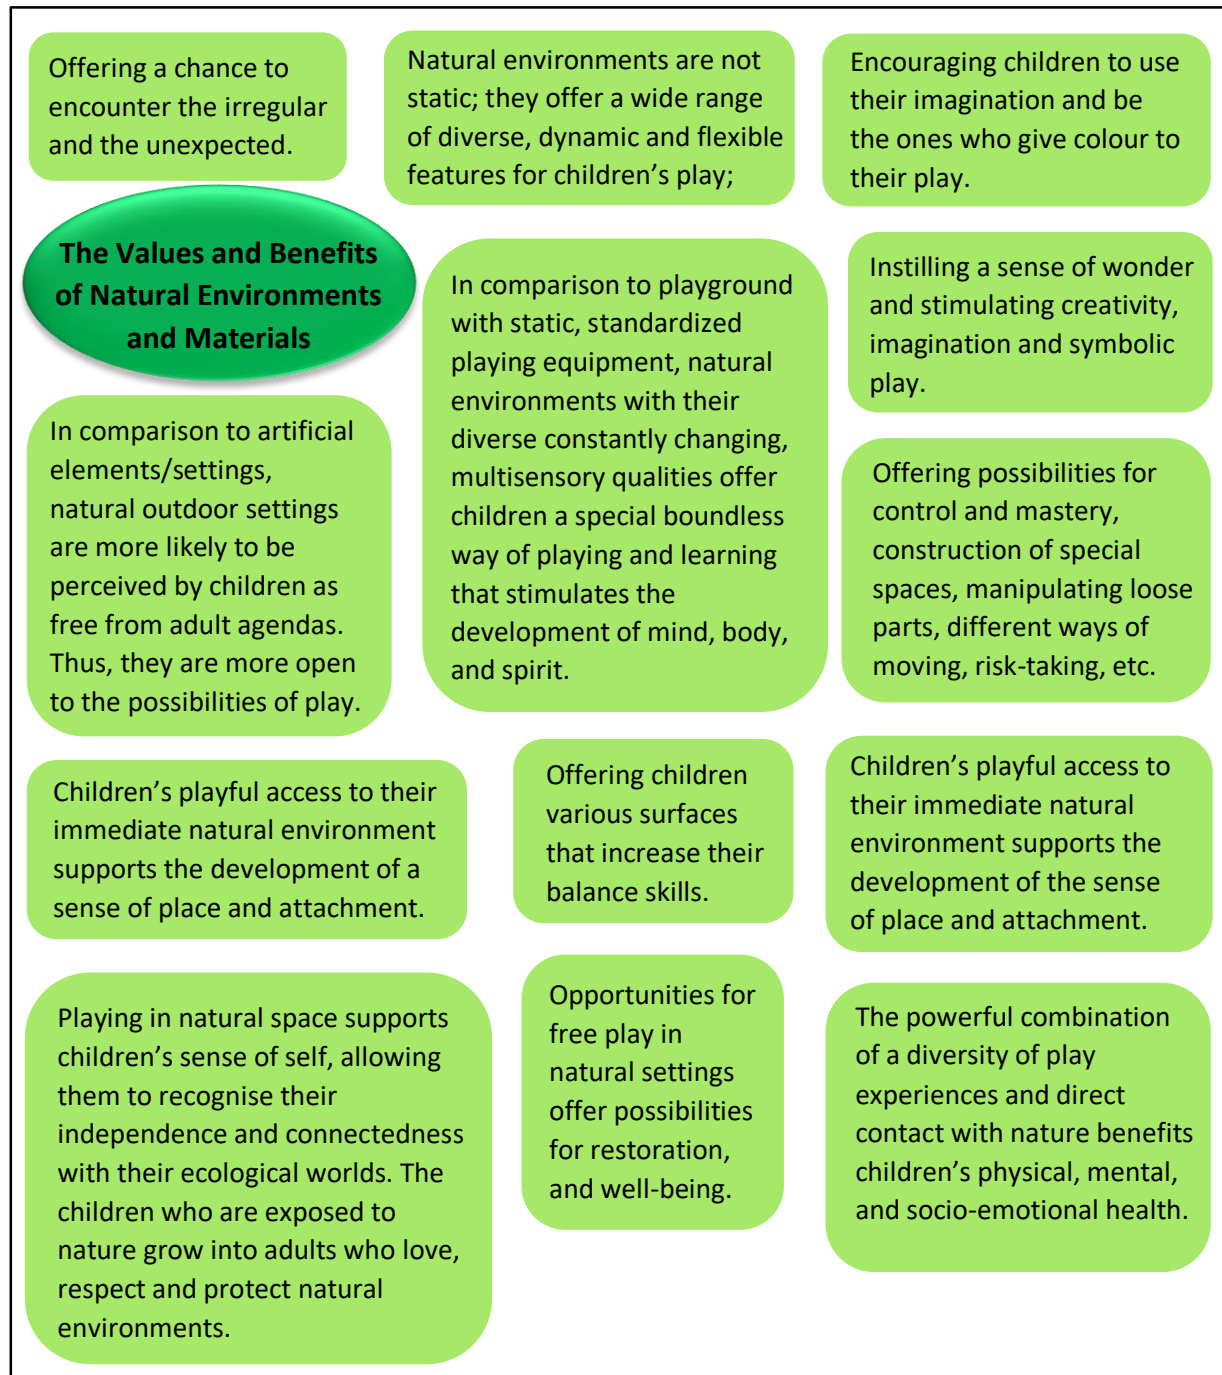 Offering a chance to
encounter the irregular
and the unexpected.
Natural environments are not
static; they offer a wide range
of diverse, dynamic and flexible
features for children’s play;
Encouraging children to use
their imagination and be
the ones who give colour to
their play.
The Values and Benefits
of Natural Environments
and Materials
In comparison to playground
with static, standardized
playing equipment, natural
environments with their
diverse constantly changing,
multisensory qualities offer
children a special boundless
way of playing and learning
that stimulates the
development of mind, body,
and spirit.
Instilling a sense of wonder
and stimulating creativity,
imagination and symbolic
play.
In comparison to artificial
elements/settings,
natural outdoor settings
are more likely to be
perceived by children as
free from adult agendas.
Thus, they are more open
to the possibilities of play.
Offering possibilities for
control and mastery,
construction of special
spaces, manipulating loose
parts, different ways of
moving, risk-taking, etc.
Children’s playful access to their
immediate natural environment
supports the development of a
sense of place and attachment.
Offering children
various surfaces
that increase their
balance skills.
Children’s playful access to
their immediate natural
environment supports the
development of the sense
of place and attachment.
Playing in natural space supports
children’s sense of self, allowing
them to recognise their
independence and connectedness
with their ecological worlds. The
children who are exposed to
nature grow into adults who love,
respect and protect natural
environments.
Opportunities for
free play in
natural settings
offer possibilities
for restoration,
and well-being.
The powerful combination
of a diversity of play
experiences and direct
contact with nature benefits
children’s physical, mental,
and socio-emotional health.